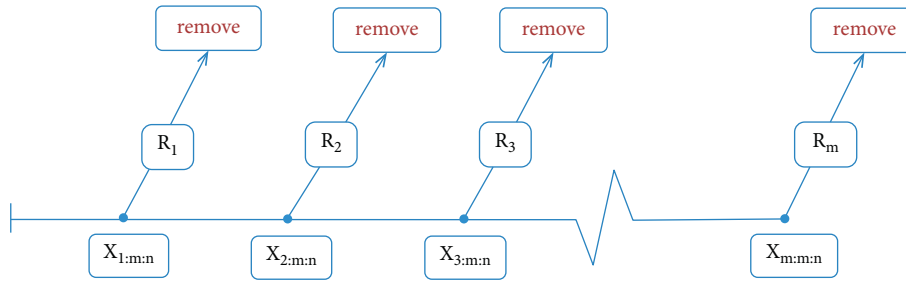 remove remove remove remove
R₁ R₂ R₃ Rₘ
X₁:ₘ:ₙ X₂:ₘ:ₙ X₃:ₘ:ₙ Xₘ:ₘ:ₙ